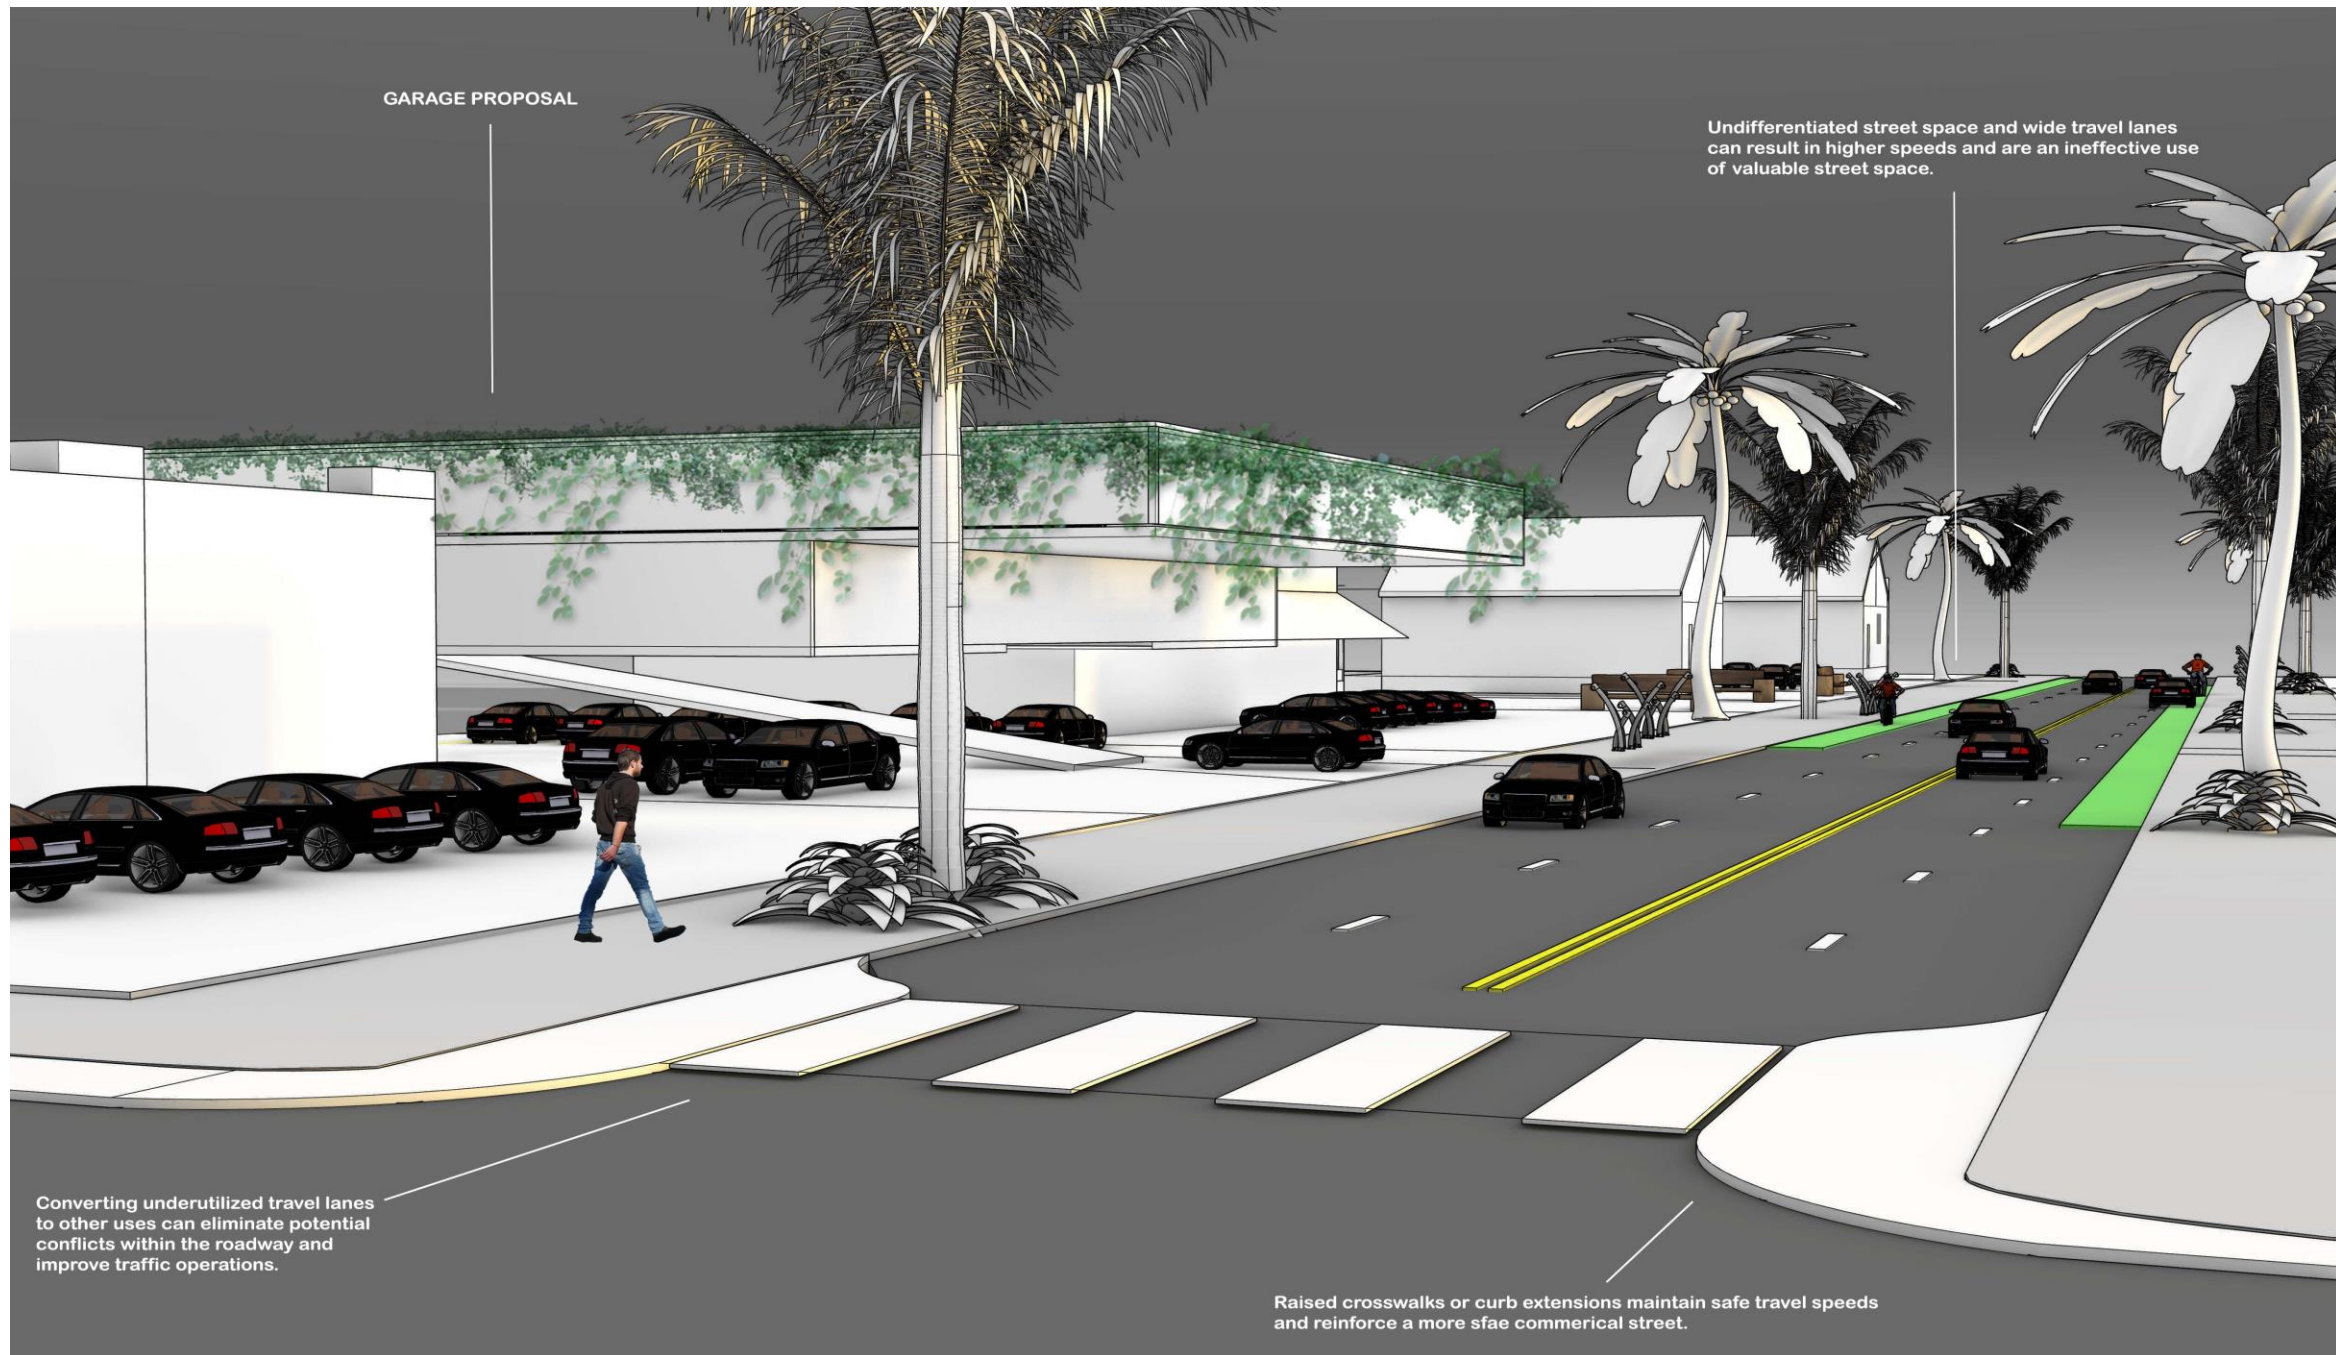 GARAGE PROPOSAL
Undifferentiated street space and wide travel lanes
can result in higher speeds and are an ineffective use
of valuable street space.
Converting underutilized travel lanes
to other uses can eliminate potential
conflicts within the roadway and
improve traffic operations.
Raised crosswalks or curb extensions maintain safe travel speeds
and reinforce a more sfae commerical street.